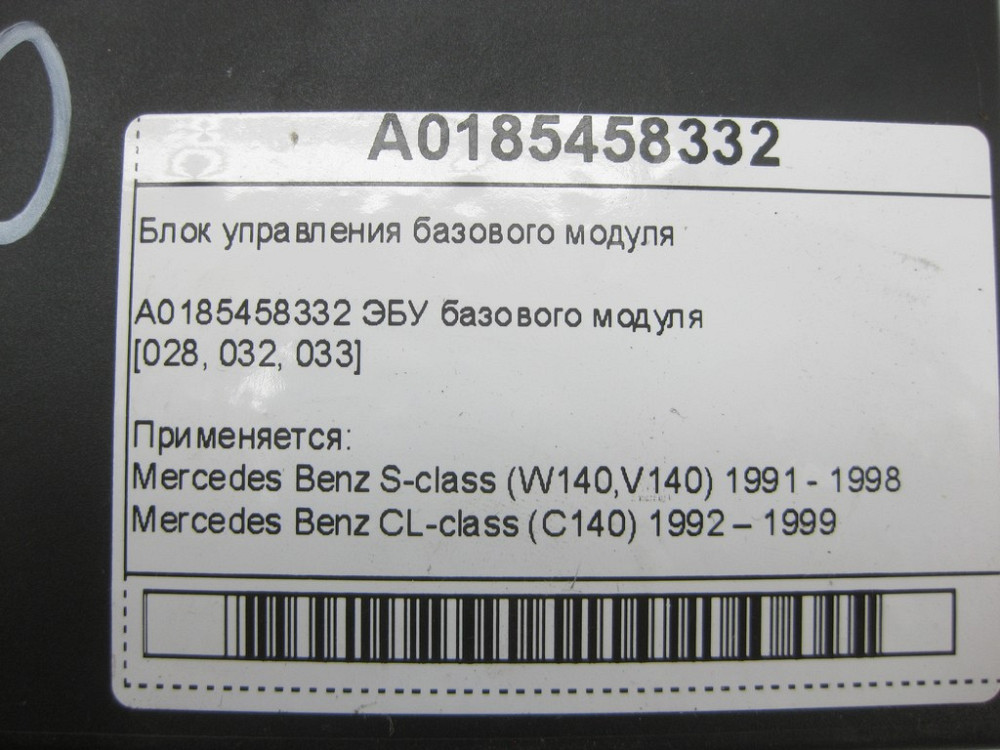 A0185458332
Блок управления базового модуля
A0185458332 ЭБУ базового модуля
[028, 032, 033]
Применяется:
Mercedes Benz S-class (W140,V140) 1991 - 1998
Mercedes Benz CL-class (C140) 1992 – 1999